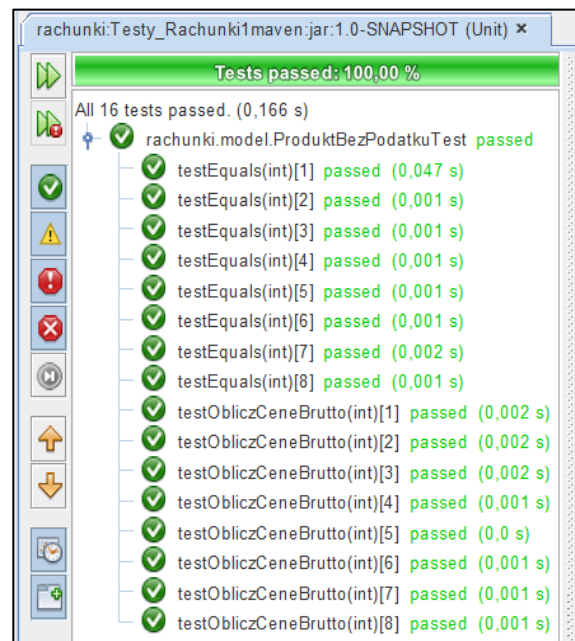 rachunki:Testy_Rachunki1maven:jar:1.0-SNAPSHOT (Unit) ×
Tests passed: 100,00 %
All 16 tests passed. (0,166 s)
rachunki.model.ProduktBezPodatkuTest passed
testEquals(int)[1] passed (0,047 s)
testEquals(int)[2] passed (0,001 s)
testEquals(int)[3] passed (0,001 s)
testEquals(int)[4] passed (0,001 s)
testEquals(int)[5] passed (0,001 s)
testEquals(int)[6] passed (0,001 s)
testEquals(int)[7] passed (0,002 s)
testEquals(int)[8] passed (0,001 s)
testObliczCeneBrutto(int)[1] passed (0,002 s)
testObliczCeneBrutto(int)[2] passed (0,002 s)
testObliczCeneBrutto(int)[3] passed (0,002 s)
testObliczCeneBrutto(int)[4] passed (0,001 s)
testObliczCeneBrutto(int)[5] passed (0,0 s)
testObliczCeneBrutto(int)[6] passed (0,001 s)
testObliczCeneBrutto(int)[7] passed (0,001 s)
testObliczCeneBrutto(int)[8] passed (0,001 s)